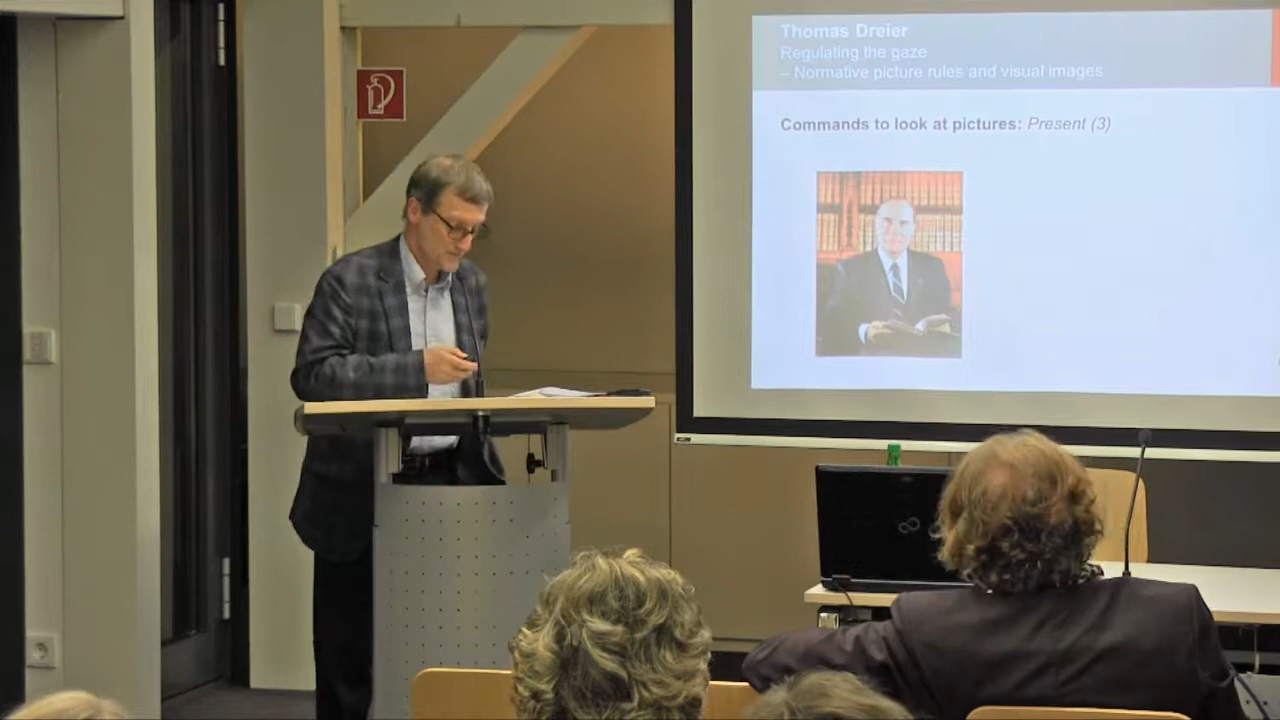 Thomas Dreier
Regulating the gaze
– Normative picture rules and visual images
Commands to look at pictures: Present (3)